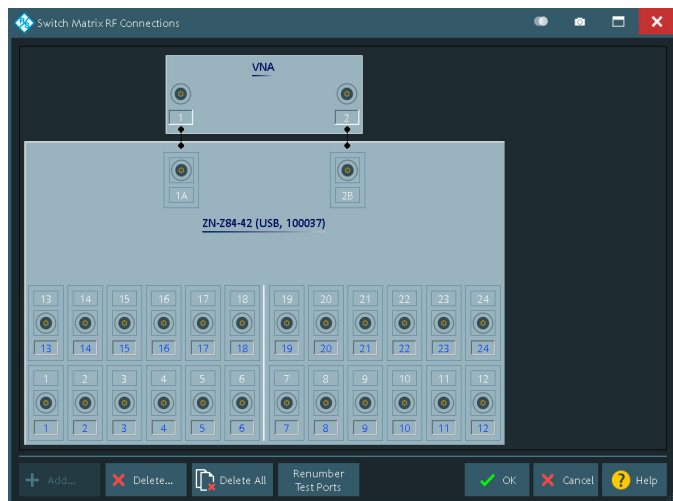 Switch Matrix RF Connections
VNA
1 2
1A 2B
ZN-Z84-42 (USB, 100037)
13 14 15 16 17 18 19 20 21 22 23 24
13 14 15 16 17 18 19 20 21 22 23 24
1 2 3 4 5 6 7 8 9 10 11 12
1 2 3 4 5 6 7 8 9 10 11 12
Add... Delete... Delete All Renumber OK Cancel ? Help
Test Ports